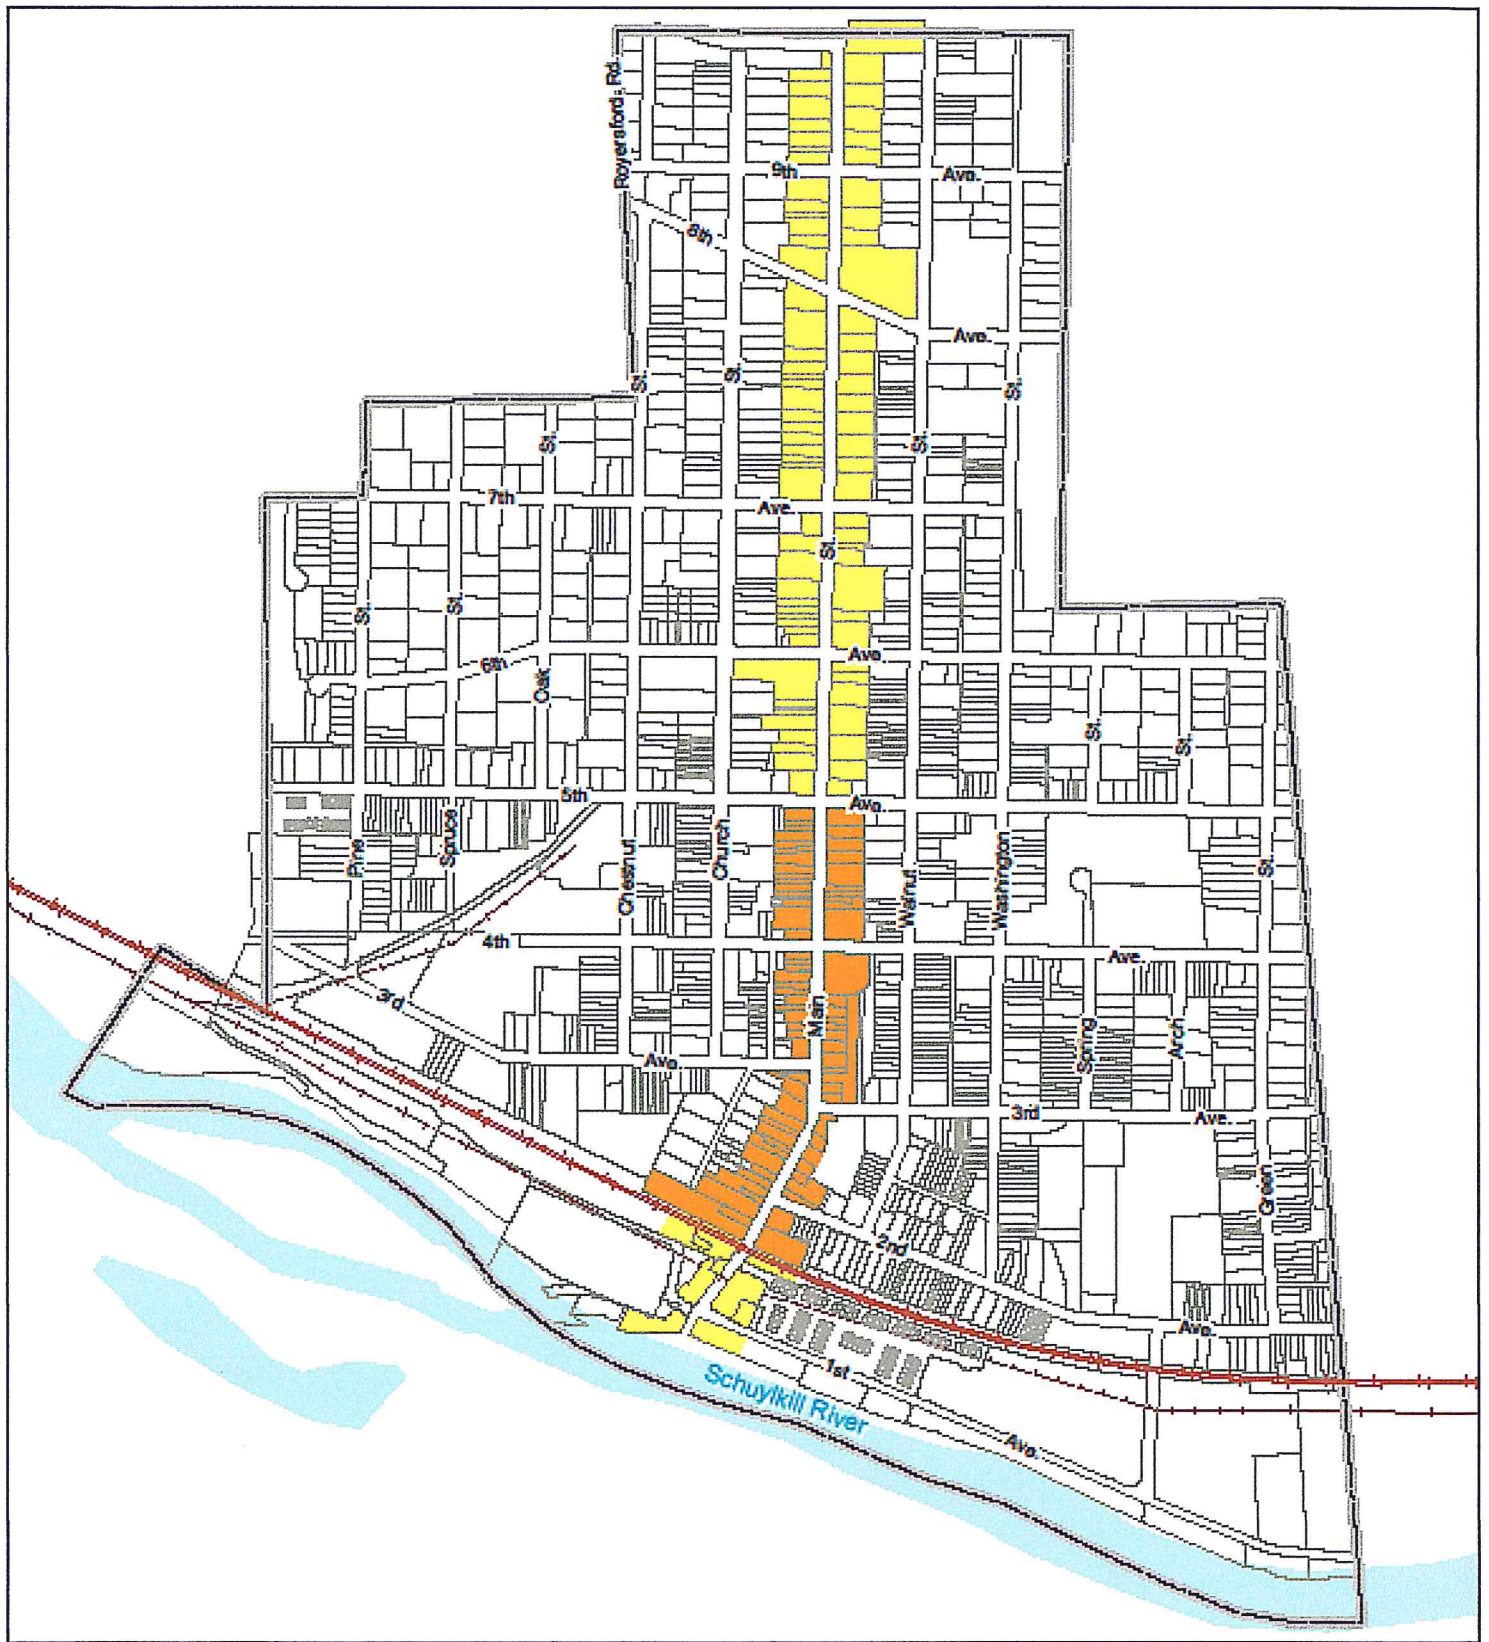 Royersford Rd.
9th Ave.
8th Ave.
St.
St.
St.
St.
St.
7th Ave.
St.
St.
St.
6th Ave.
Oak
St.
St.
5th Ave.
Pine
Spruce
Chestnut
Church
Walnut
Washington
St.
4th Ave.
3rd Ave.
Main
Spring
Arch
3rd Ave.
Green
2nd Ave.
1st Ave.
Schuylkill River